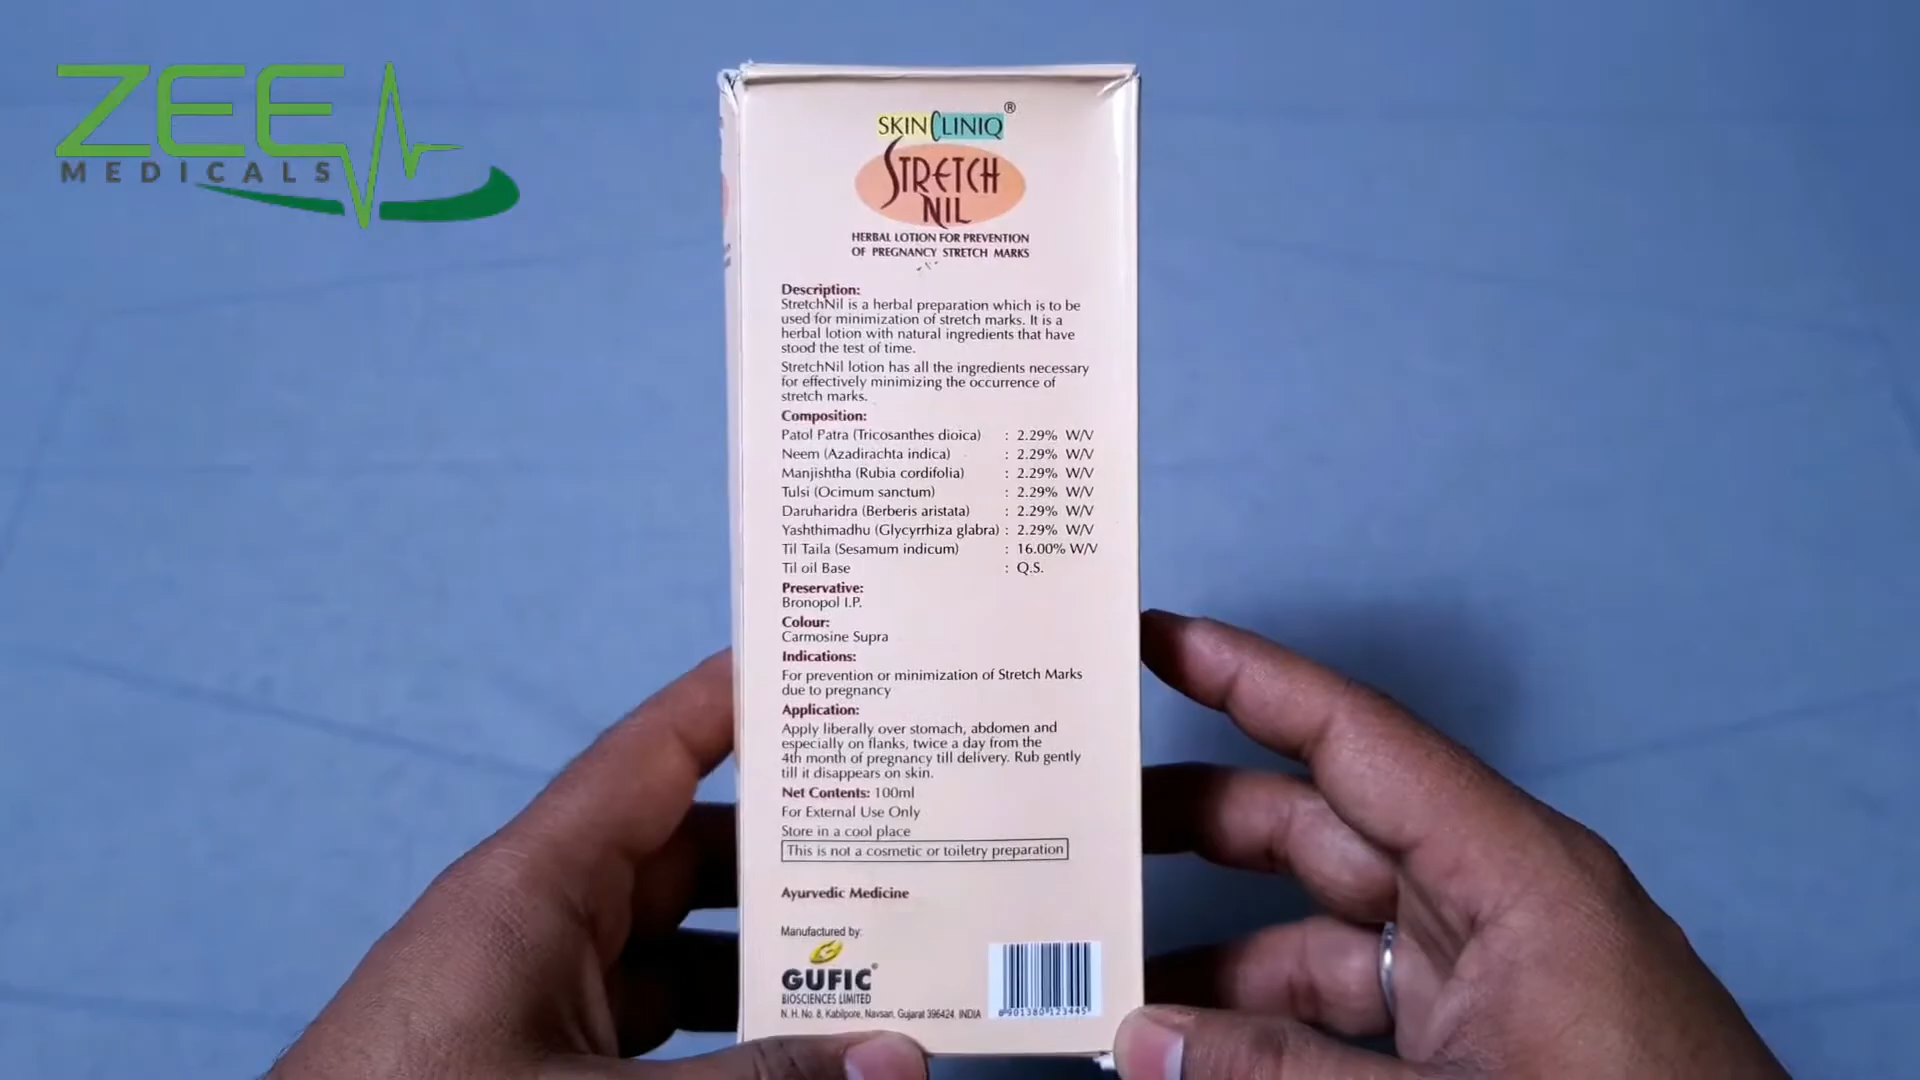 ZEE
MEDICALS
SKINCLINIQ®
STRETCH
NIL
HERBAL LOTION FOR PREVENTION
OF PREGNANCY STRETCH MARKS
Description:
StretchNil is a herbal preparation which is to be
used for minimization of stretch marks. It is a
herbal lotion with natural ingredients that have
stood the test of time.
StretchNil lotion has all the ingredients necessary
for effectively minimizing the occurrence of
stretch marks.
Composition:
Patol Patra (Tricosanthes dioica) : 2.29% W/V
Neem (Azadirachta indica) : 2.29% W/V
Manjishtha (Rubia cordifolia) : 2.29% W/V
Tulsi (Ocimum sanctum) : 2.29% W/V
Daruharidra (Berberis aristata) : 2.29% W/V
Yashthimadhu (Glycyrrhiza glabra) : 2.29% W/V
Til Taila (Sesamum indicum) : 16.00% W/V
Til oil Base : Q.S.
Preservative:
Bronopol I.P.
Colour:
Carmosine Supra
Indications:
For prevention or minimization of Stretch Marks
due to pregnancy
Application:
Apply liberally over stomach, abdomen and
especially on flanks, twice a day from the
4th month of pregnancy till delivery. Rub gently
till it disappears on skin.
Net Contents: 100ml
For External Use Only
Store in a cool place
This is not a cosmetic or toiletry preparation
Ayurvedic Medicine
Manufactured by:
GUFIC®
BIOSCIENCES LIMITED
N. H. No. 8, Kabilpore, Navsari, Gujarat 396424, INDIA
8901380123445